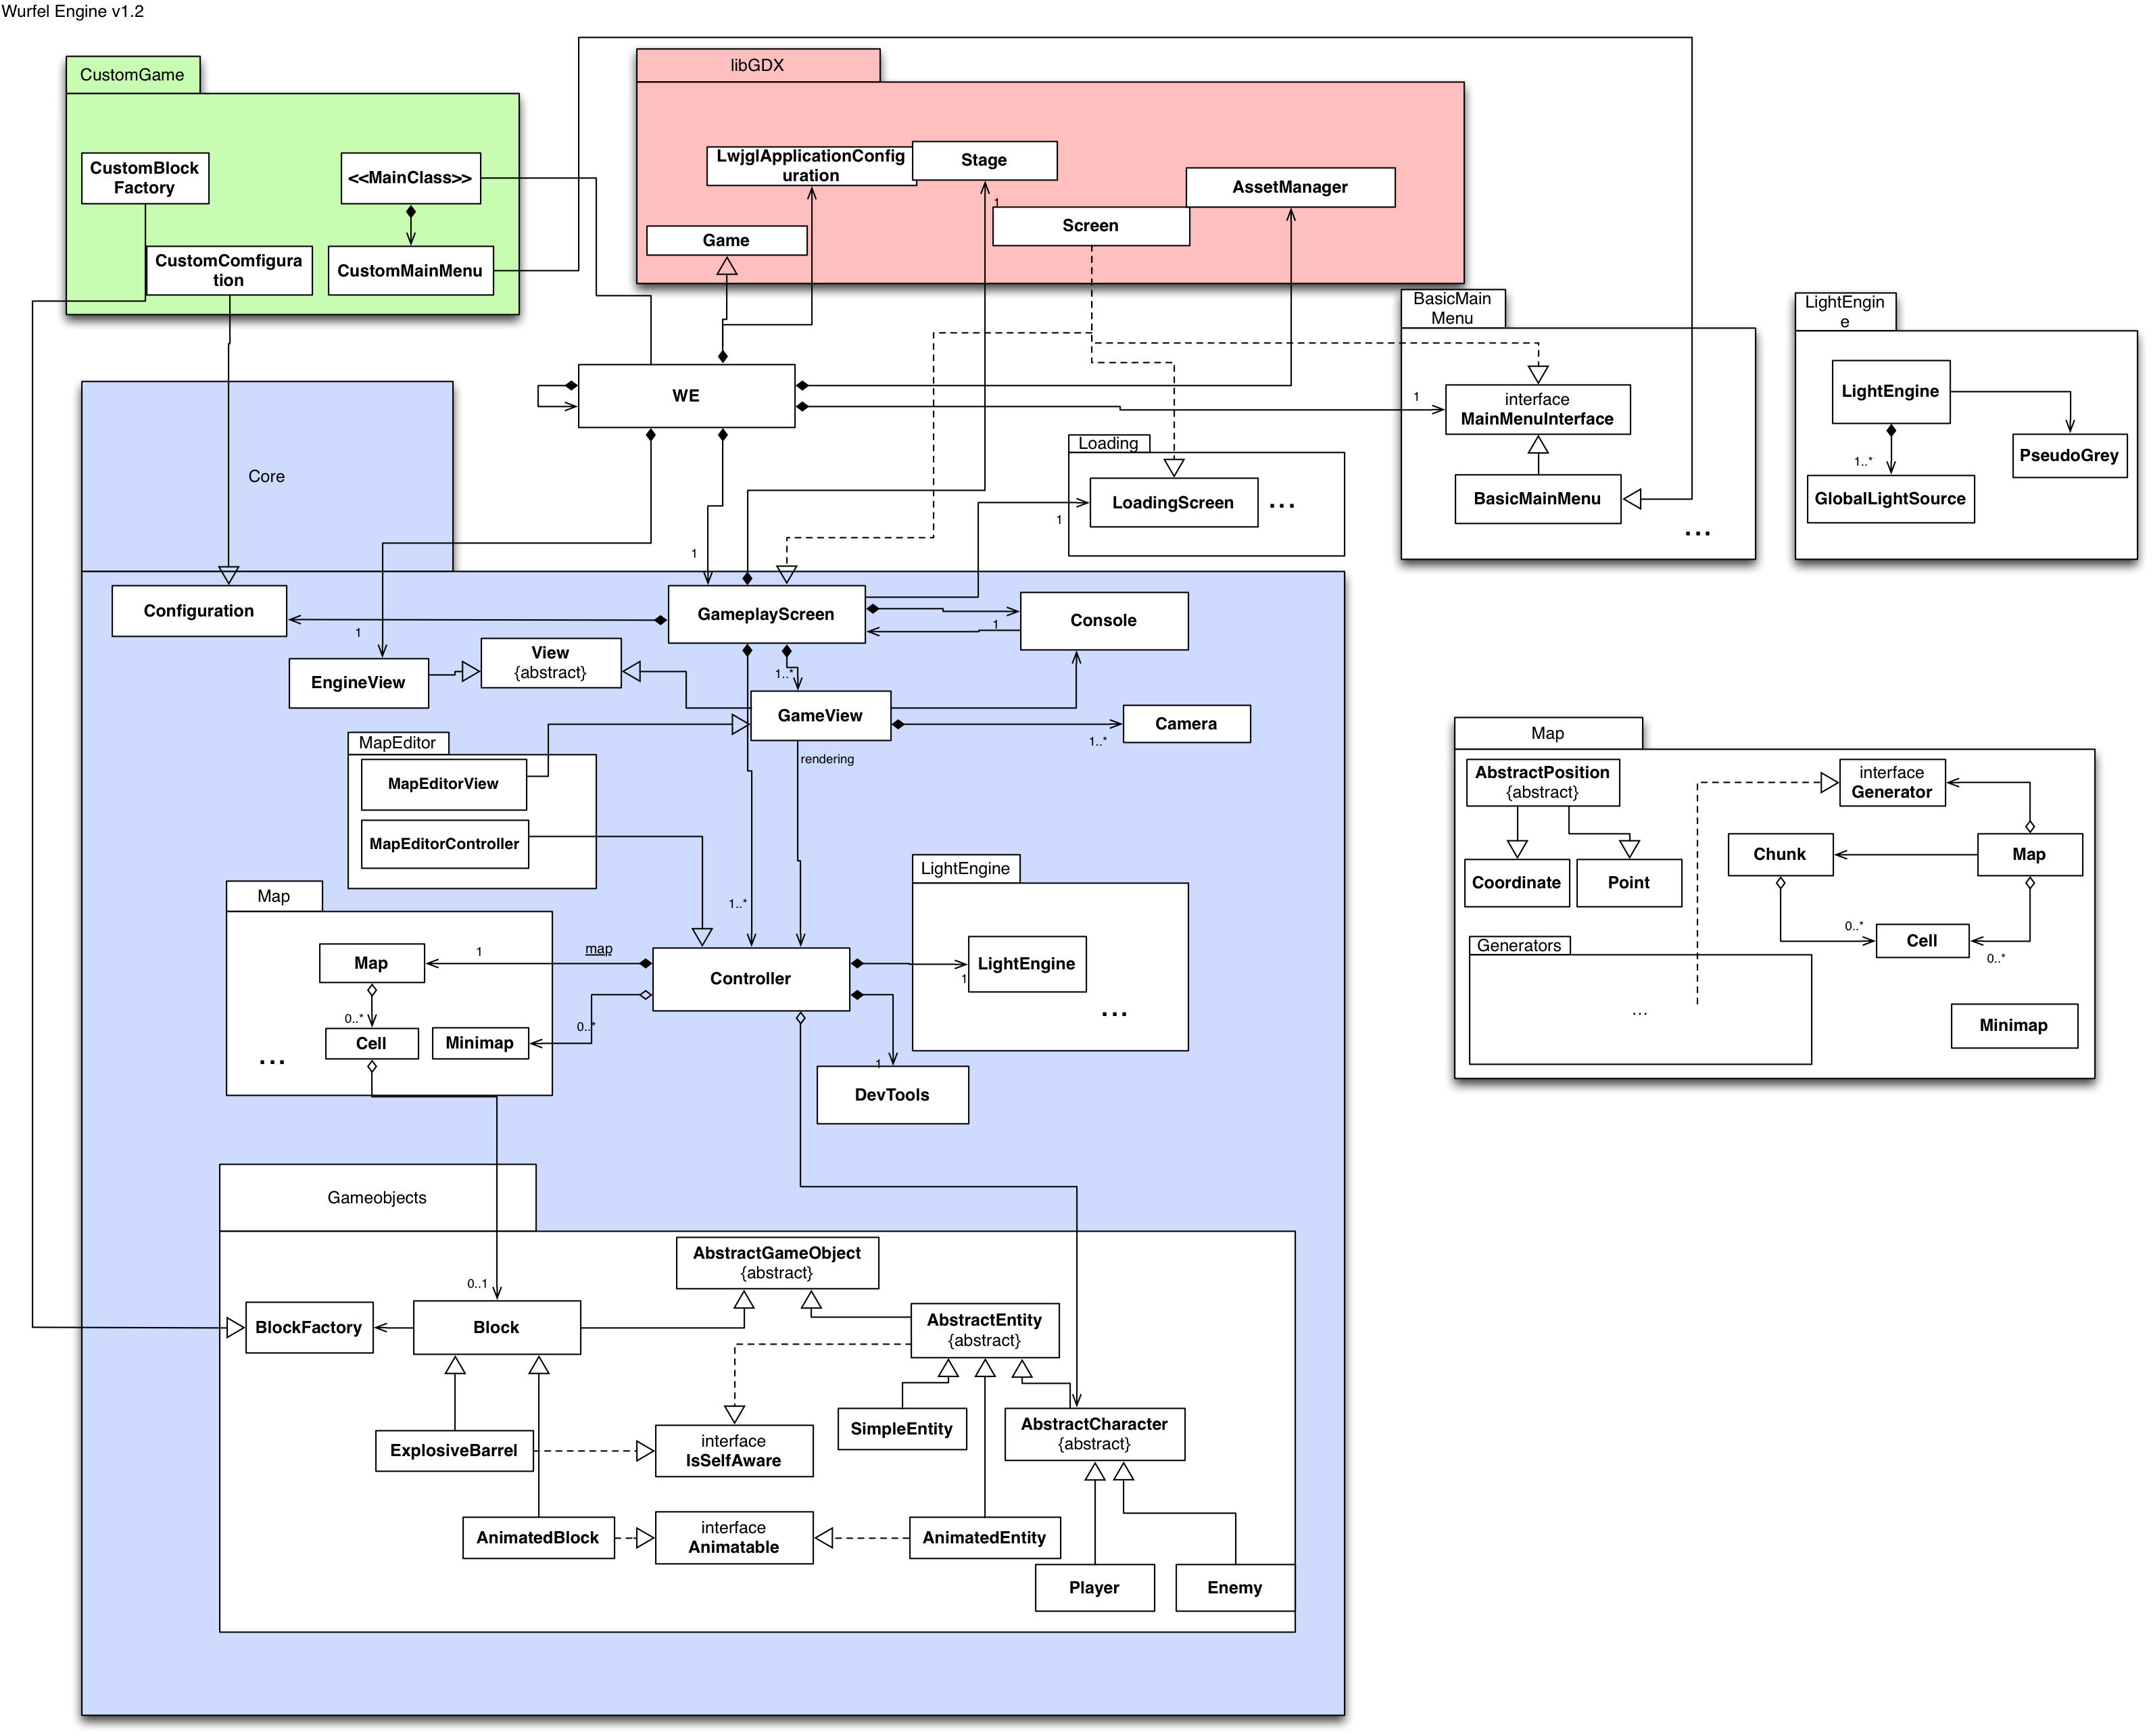 Wurfel Engine v1.2
CustomGame
CustomBlock
Factory
<<MainClass>>
CustomComfigura
tion
CustomMainMenu
libGDX
LwjglApplicationConfig
uration
Stage
1
AssetManager
Screen
Game
WE
BasicMain
Menu
1
interface
MainMenuInterface
BasicMainMenu
...
LightEngin
e
LightEngine
PseudoGrey
1..*
GlobalLightSource
Loading
LoadingScreen
...
1
Core
1
Configuration
GameplayScreen
Console
1
1
EngineView
View
{abstract}
1..*
GameView
Camera
1..*
rendering
MapEditor
MapEditorView
MapEditorController
1..*
Map
Map
1
map
0..*
Cell
Minimap
0..*
...
Controller
LightEngine
LightEngine
1
...
1
DevTools
Map
AbstractPosition
{abstract}
interface
Generator
Chunk
Map
Coordinate
Point
0..*
Cell
0..*
Generators
...
Minimap
Gameobjects
AbstractGameObject
{abstract}
0..1
BlockFactory
Block
AbstractEntity
{abstract}
SimpleEntity
AbstractCharacter
{abstract}
ExplosiveBarrel
interface
IsSelfAware
AnimatedBlock
interface
Animatable
AnimatedEntity
Player
Enemy